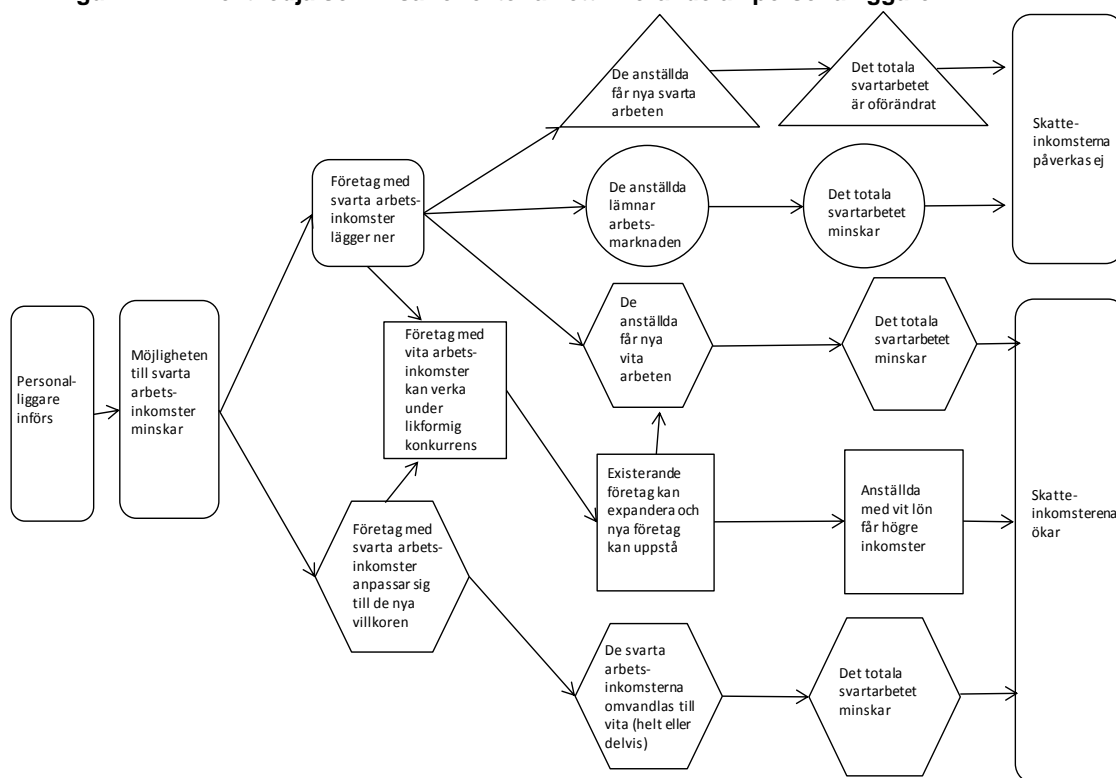 Personal-
liggare
införs
Möjligheten
till svarta
arbets-
inkomster
minskar
Företag med
svarta arbets-
inkomster
lägger ner
Företag med
vita arbets-
inkomster
kan verka
under
likformig
konkurrens
Företag med
svarta arbets-
inkomster
anpassar sig
till de nya
villkoren
De anställda
får nya svarta
arbeten
Det totala
svartarbetet
är oförändrat
De anställda
lämnar
arbets-
marknaden
Det totala
svartarbetet
minskar
Skatte-
inkomsterna
påverkas ej
De
anställda
får nya
vita
arbeten
Det totala
svartarbetet
minskar
Existerande
företag kan
expandera och
nya företag
kan uppstå
Anställda
med vit lön
får högre
inkomster
De svarta
arbets-
inkomsterna
omvandlas till
vita (helt eller
delvis)
Det totala
svartarbetet
minskar
Skatte-
inkomsterena
ökar